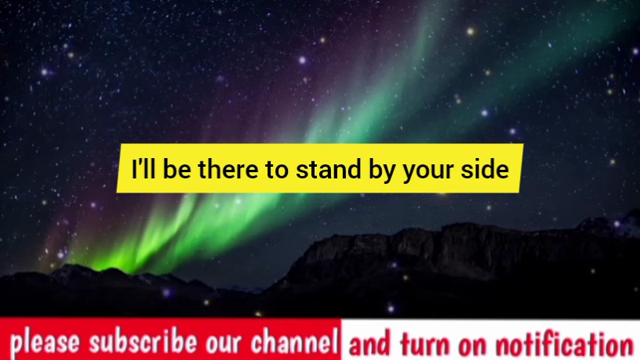 I'll be there to stand by your side
please subscribe our channel and turn on notification